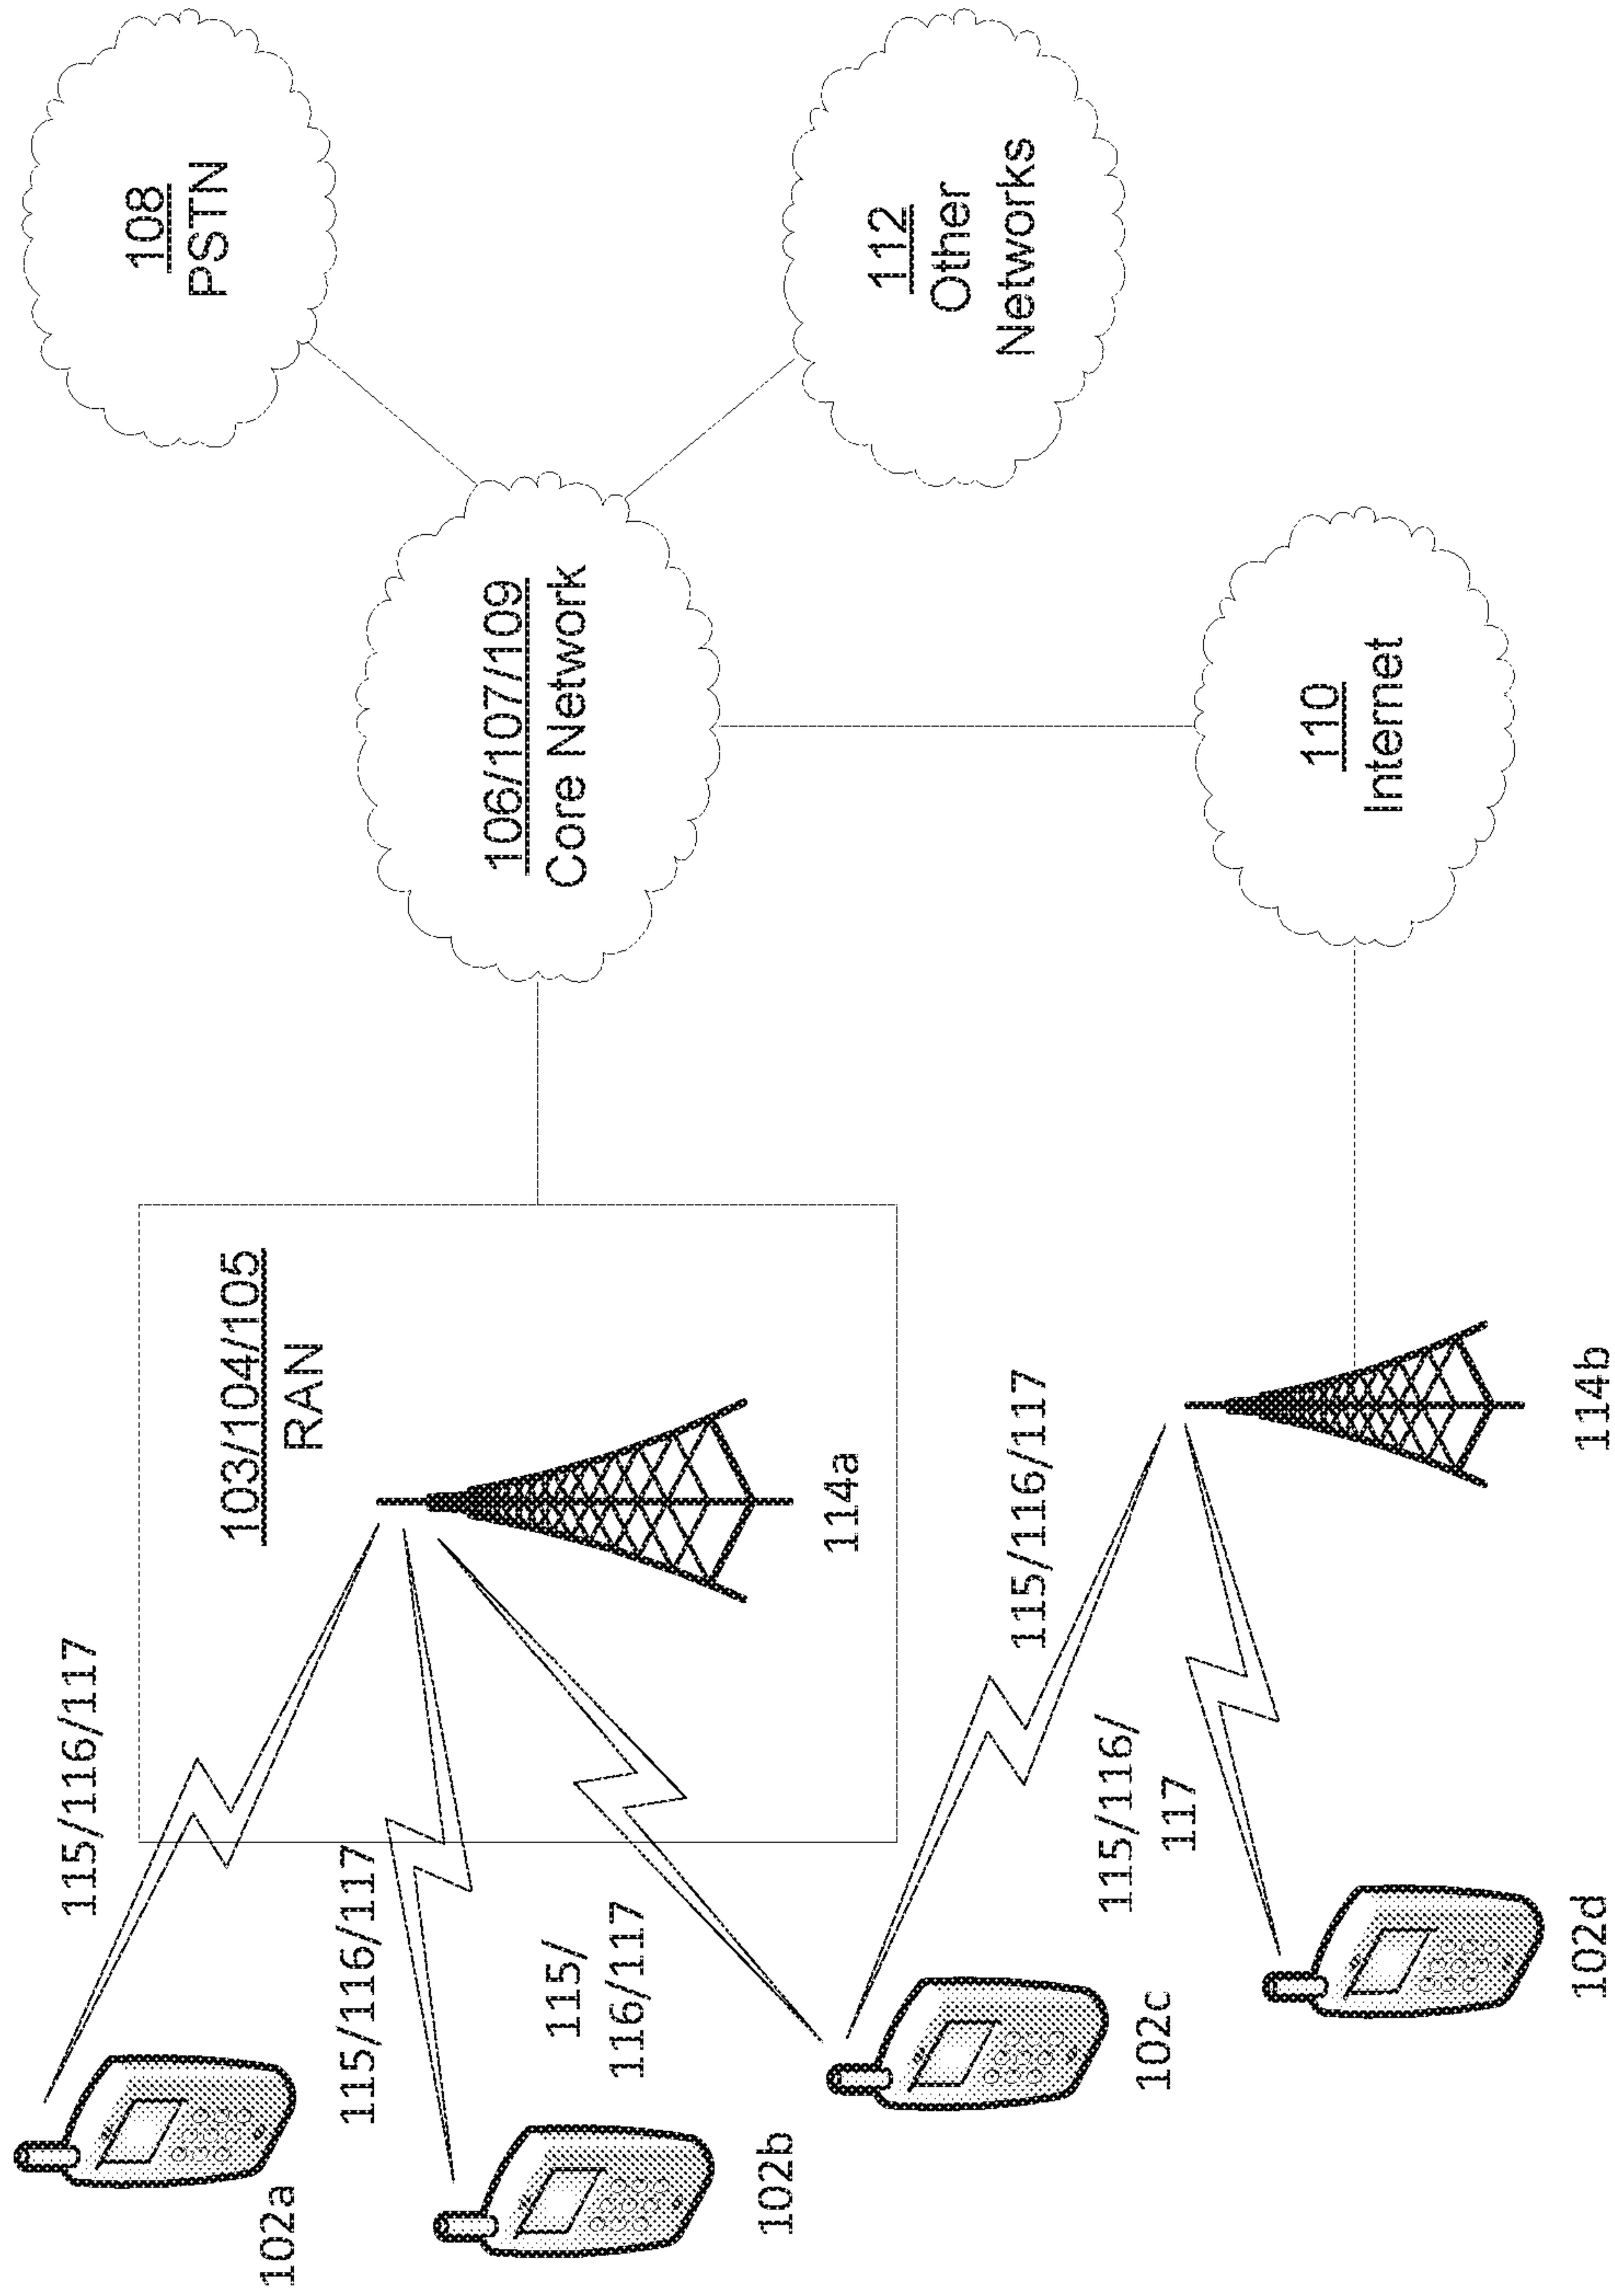 102a
115/116/117
103/104/105
RAN
108
PSTN
102b
115/116/117
106/107/109
Core Network
115/
116/117
114a
112
Other
Networks
102c
115/116/117
115/116/
117
110
Internet
102d
114b